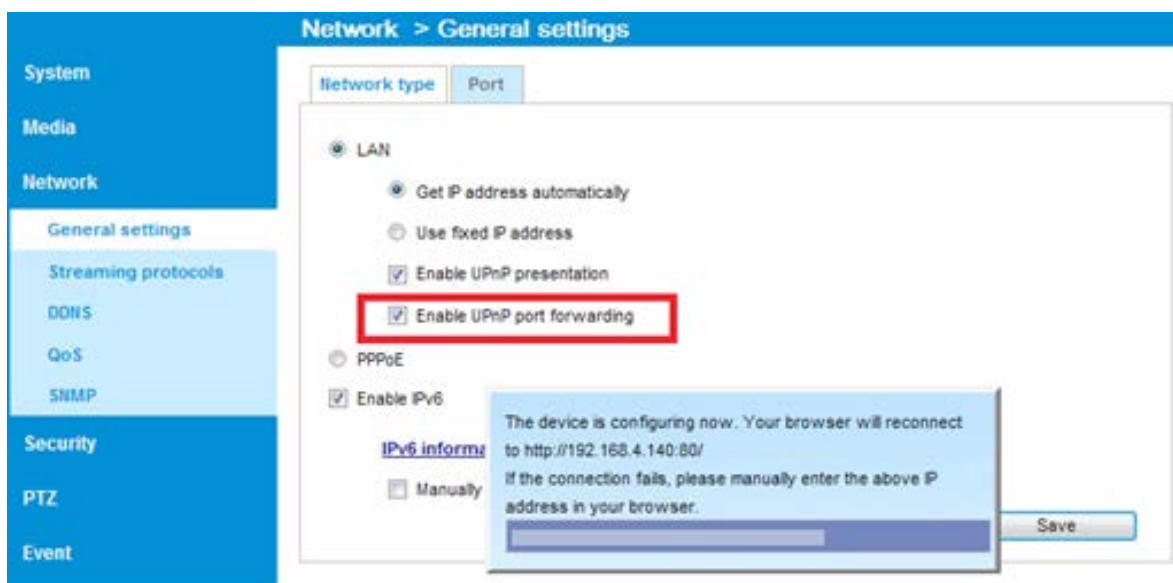 Network > General settings
System
Media
Network
General settings
Streaming protocols
DDNS
QoS
SNMP
Security
PTZ
Event
Network type
Port
LAN
Get IP address automatically
Use fixed IP address
Enable UPnP presentation
Enable UPnP port forwarding
PPPoE
Enable IPv6
IPv6 informa
Manually
The device is configuring now. Your browser will reconnect
to http://192.168.4.140:80/
If the connection fails, please manually enter the above IP
address in your browser.
Save